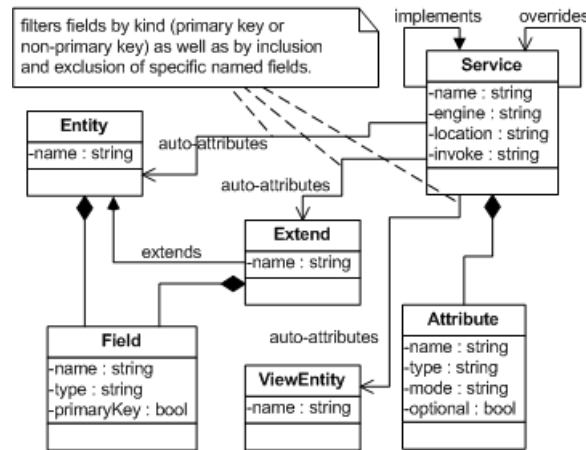 filters fields by kind (primary key or
non-primary key) as well as by inclusion
and exclusion of specific named fields.
implements
overrides
Service
-name : string
-engine : string
-location : string
-invoke : string
Entity
-name : string
auto-attributes
auto-attributes
Extend
-name : string
extends
Field
-name : string
-type : string
-primaryKey : bool
auto-attributes
ViewEntity
-name : string
Attribute
-name : string
-type : string
-mode : string
-optional : bool